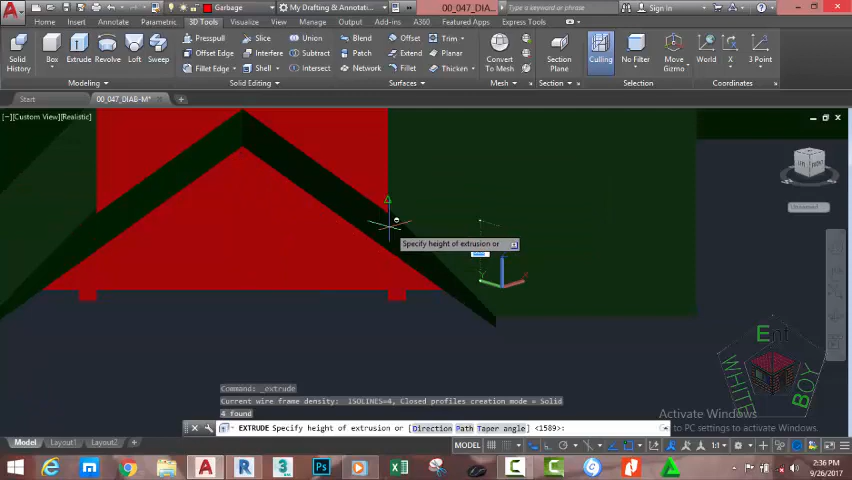 Garbage
My Drafting & Annotati...
00_047_DIA...
Type a keyword or phrase
Sign In
Home Insert Annotate Parametric 3D Tools Visualize View Manage Output Add-ins A360 Featured Apps Express Tools
Solid History
Box
Extrude
Revolve
Loft
Sweep
Presspull
Offset Edge
Fillet Edge
Slice
Interfere
Shell
Union
Subtract
Intersect
Blend
Patch
Network
Offset
Extend
Fillet
Trim
Planar
Thicken
Convert To Mesh
Section Plane
Culling
No Filter
Move Gizmo
World
X
3 Point
Modeling
Solid Editing
Surfaces
Mesh
Section
Selection
Coordinates
Start
00_047_DIAB-M*
[−][Custom View][Realistic]
Unnamed
Specify height of extrusion or
Y
X
Ent
WHITE
BOY
Activate Windows
to PC settings to activate Windows.
Command: _extrude
Current wire frame density: ISOLINES=4, Closed profiles creation mode = Solid
4 found
EXTRUDE Specify height of extrusion or [Direction Path Taper angle] <1589>:
Model Layout1 Layout2 +
MODEL
1:1
2:36 PM
9/26/2017